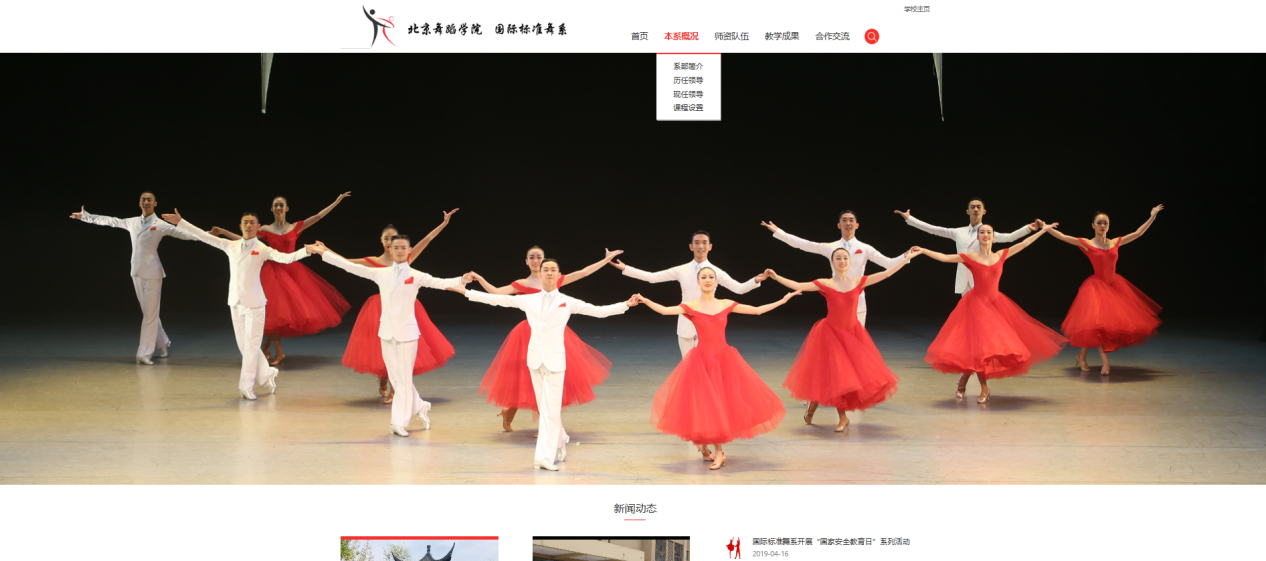 学校主页
北京舞蹈学院 国际标准舞系
首页 本系概况 师资队伍 教学成果 合作交流
系部简介
历任领导
现任领导
课程设置
新闻动态
国际标准舞系开展“国家安全教育日”系列活动
2019-04-16